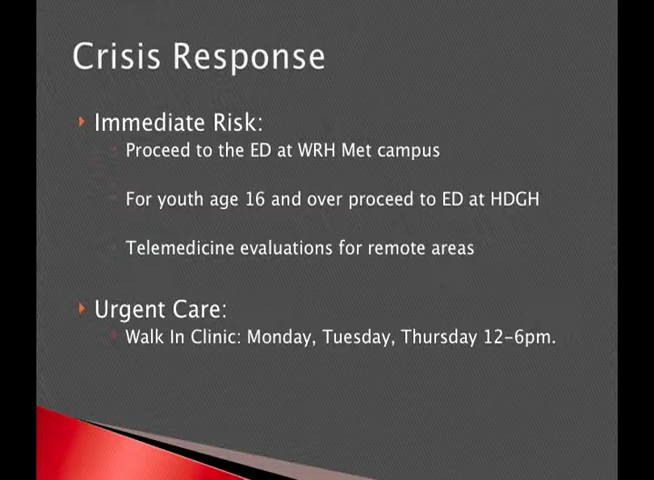 Crisis Response
Immediate Risk:
Proceed to the ED at WRH Met campus
For youth age 16 and over proceed to ED at HDGH
Telemedicine evaluations for remote areas
Urgent Care:
Walk In Clinic: Monday, Tuesday, Thursday 12-6pm.